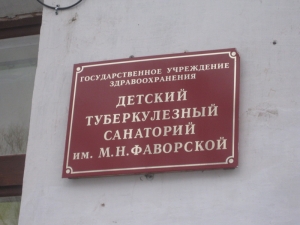 ГОСУДАРСТВЕННОЕ УЧРЕЖДЕНИЕ
ЗДРАВООХРАНЕНИЯ
ДЕТСКИЙ
ТУБЕРКУЛЕЗНЫЙ
САНАТОРИЙ
ИМ. М.Н.ФАВОРСКОЙ